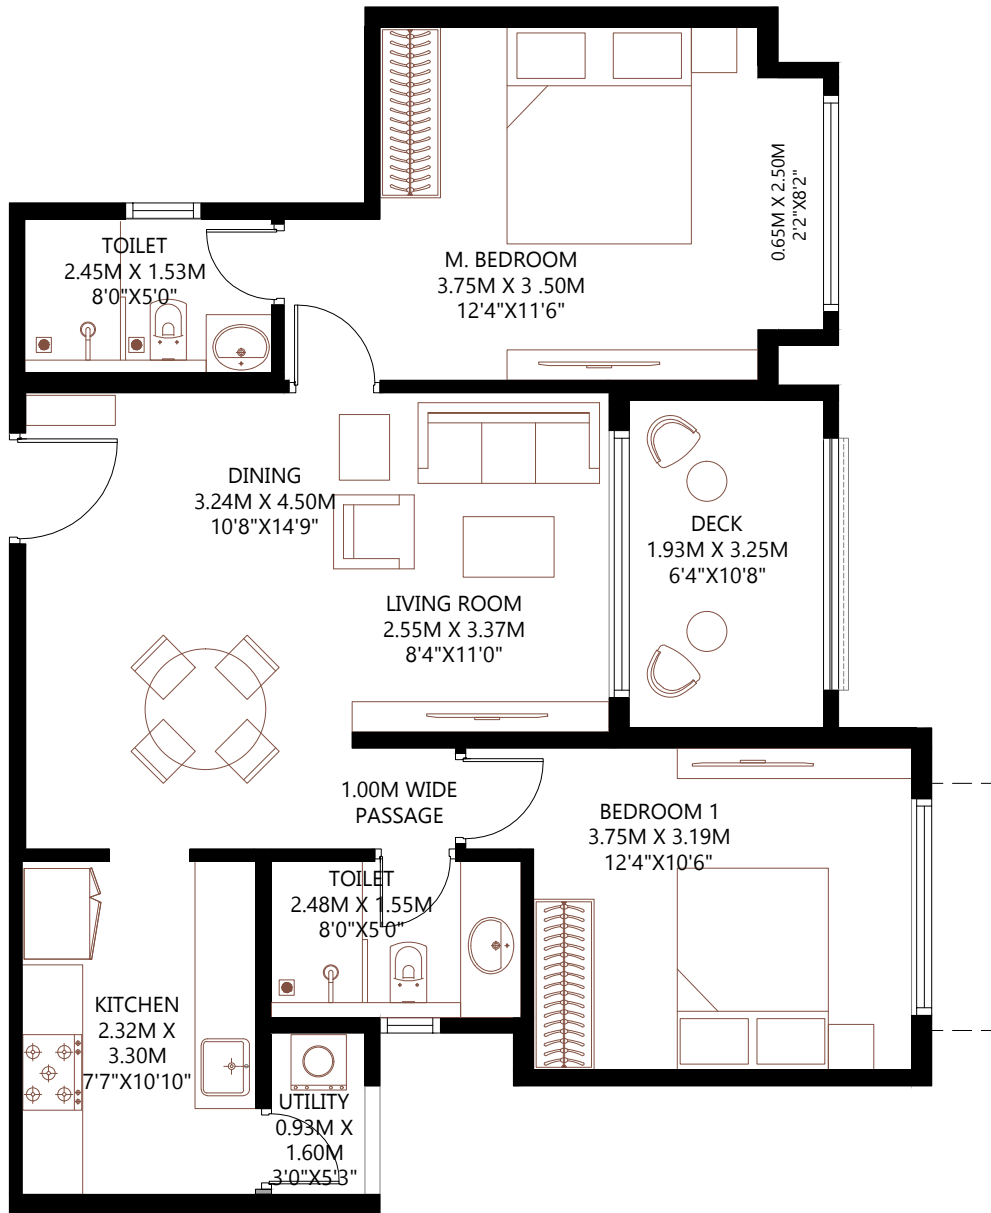 TOILET
2.45M X 1.53M
8'0"X5'0"
M. BEDROOM
3.75M X 3 .50M
12'4"X11'6"
0.65M X 2.50M
2'2"X8'2"
DINING
3.24M X 4.50M
10'8"X14'9"
DECK
1.93M X 3.25M
6'4"X10'8"
LIVING ROOM
2.55M X 3.37M
8'4"X11'0"
1.00M WIDE
PASSAGE
BEDROOM 1
3.75M X 3.19M
12'4"X10'6"
TOILET
2.48M X 1.55M
8'0"X5'0"
KITCHEN
2.32M X
3.30M
7'7"X10'10"
UTILITY
0.93M X
1.60M
3'0"X5'3"